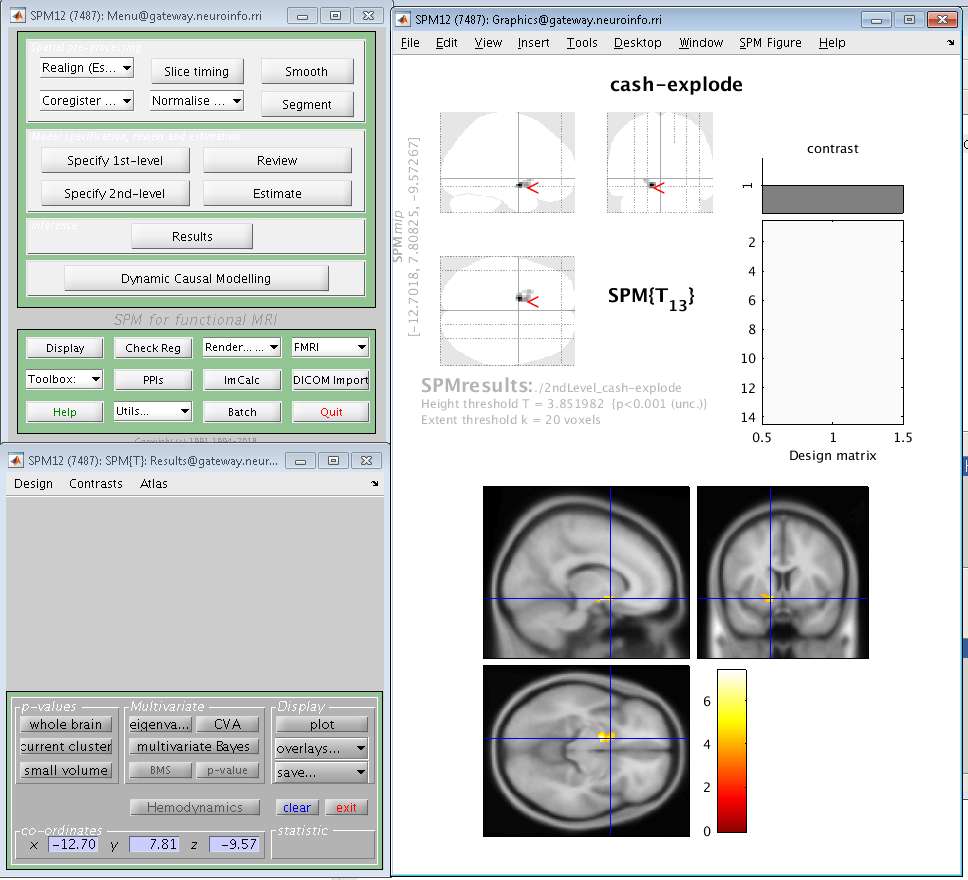 SPM12 (7487): Menu@gateway.neuroinfo.rri
Spatial pre-processing
Realign (Es...
Slice timing
Smooth
Coregister ...
Normalise ...
Segment
Model specification, review and estimation
Specify 1st-level
Review
Specify 2nd-level
Estimate
Inference
Results
Dynamic Causal Modelling
SPM for functional MRI
Display
Check Reg
Render... ...
FMRI
Toolbox:
PPIs
ImCalc
DICOM Import
Help
Utils...
Batch
Quit
Copyright (c) 1991,1994-2018
SPM12 (7487): SPM{T}: Results@gateway.neur...
Design Contrasts Atlas
p-values
whole brain
current cluster
small volume
Multivariate
eigenva...
CVA
multivariate Bayes
BMS
p-value
Display
plot
overlays...
save...
Hemodynamics
clear
exit
co-ordinates
x -12.70 y 7.81 z -9.57
statistic
SPM12 (7487): Graphics@gateway.neuroinfo.rri
File Edit View Insert Tools Desktop Window SPM Figure Help
cash-explode
SPMmip
[-12.7018, 7.80825, -9.57267]
<
<
<
SPM{T13}
contrast
1
2
4
6
8
10
12
14
0.5 1 1.5
Design matrix
SPMresults: ./2ndLevel_cash-explode
Height threshold T = 3.851982 {p<0.001 (unc.)}
Extent threshold k = 20 voxels
6
4
2
0